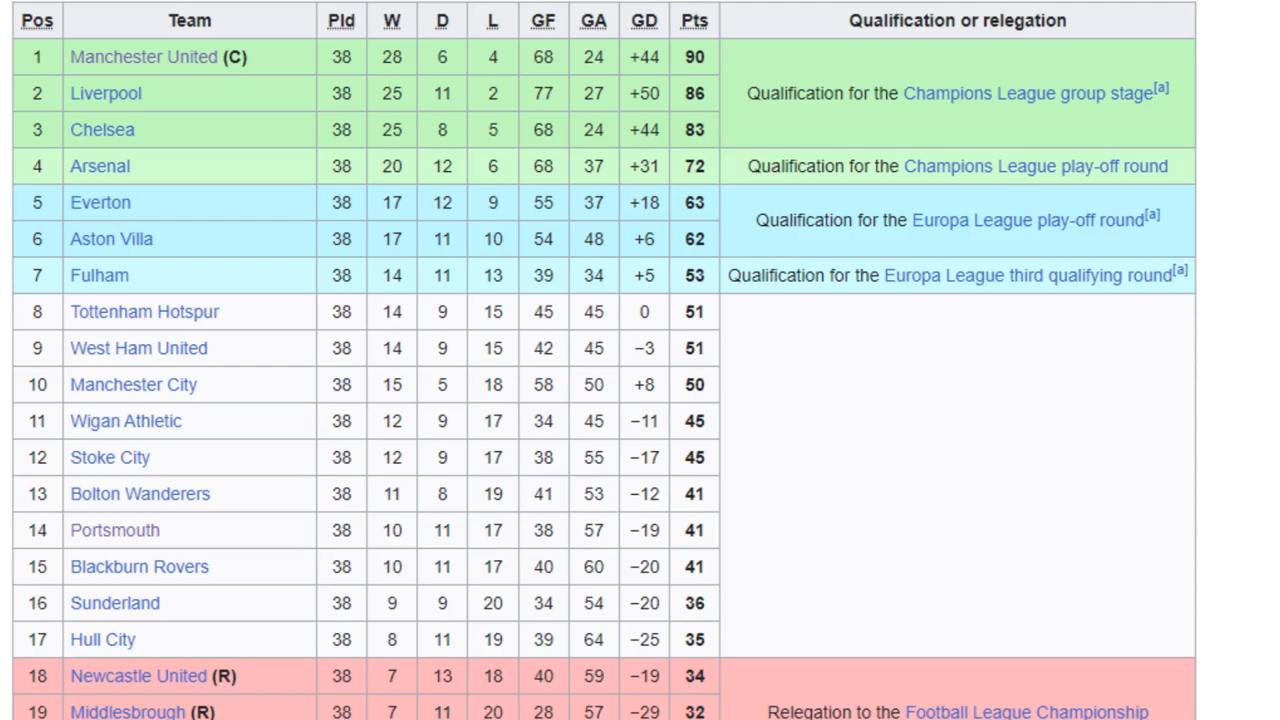 Pos Team Pld W D L GF GA GD Pts Qualification or relegation
1 Manchester United (C) 38 28 6 4 68 24 +44 90
2 Liverpool 38 25 11 2 77 27 +50 86 Qualification for the Champions League group stage[a]
3 Chelsea 38 25 8 5 68 24 +44 83
4 Arsenal 38 20 12 6 68 37 +31 72 Qualification for the Champions League play-off round
5 Everton 38 17 12 9 55 37 +18 63
Qualification for the Europa League play-off round[a]
6 Aston Villa 38 17 11 10 54 48 +6 62
7 Fulham 38 14 11 13 39 34 +5 53 Qualification for the Europa League third qualifying round[a]
8 Tottenham Hotspur 38 14 9 15 45 45 0 51
9 West Ham United 38 14 9 15 42 45 −3 51
10 Manchester City 38 15 5 18 58 50 +8 50
11 Wigan Athletic 38 12 9 17 34 45 −11 45
12 Stoke City 38 12 9 17 38 55 −17 45
13 Bolton Wanderers 38 11 8 19 41 53 −12 41
14 Portsmouth 38 10 11 17 38 57 −19 41
15 Blackburn Rovers 38 10 11 17 40 60 −20 41
16 Sunderland 38 9 9 20 34 54 −20 36
17 Hull City 38 8 11 19 39 64 −25 35
18 Newcastle United (R) 38 7 13 18 40 59 −19 34
19 Middlesbrough (R) 38 7 11 20 28 57 −29 32 Relegation to the Football League Championship